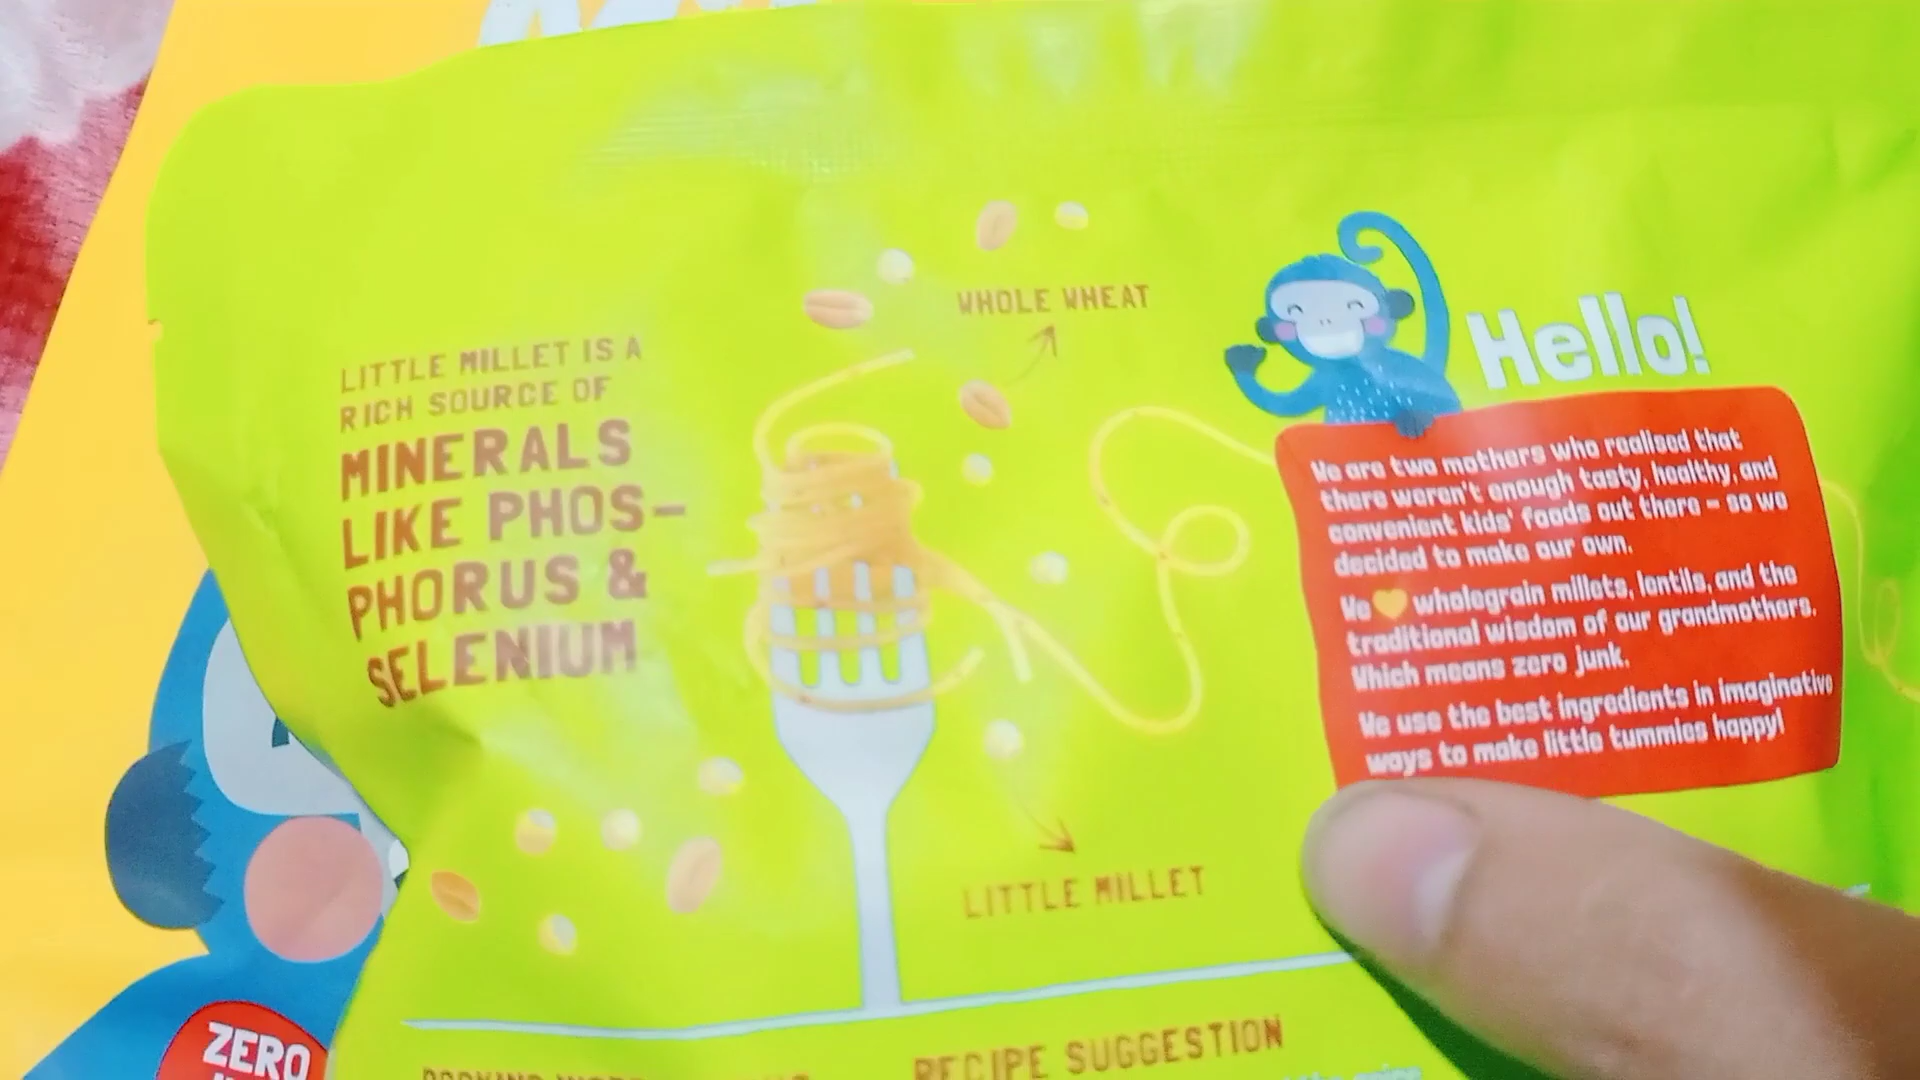 LITTLE MILLET IS A
RICH SOURCE OF
MINERALS
LIKE PHOS-
PHORUS &
SELENIUM
WHOLE WHEAT
LITTLE MILLET
Hello!
We are two mothers who realised that
there weren't enough tasty, healthy, and
convenient kids' foods out there – so we
decided to make our own.
We 💛 wholegrain millets, lentils, and the
traditional wisdom of our grandmothers.
Which means zero junk.
We use the best ingredients in imaginative
ways to make little tummies happy!
RECIPE SUGGESTION
ZERO